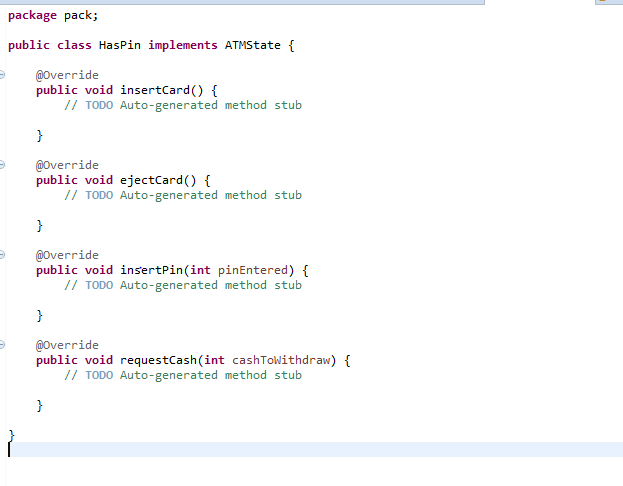 package pack;
public class HasPin implements ATMState {
@Override
public void insertCard() {
// TODO Auto-generated method stub
}
@Override
public void ejectCard() {
// TODO Auto-generated method stub
}
@Override
public void insertPin(int pinEntered) {
// TODO Auto-generated method stub
}
@Override
public void requestCash(int cashToWithdraw) {
// TODO Auto-generated method stub
}
}